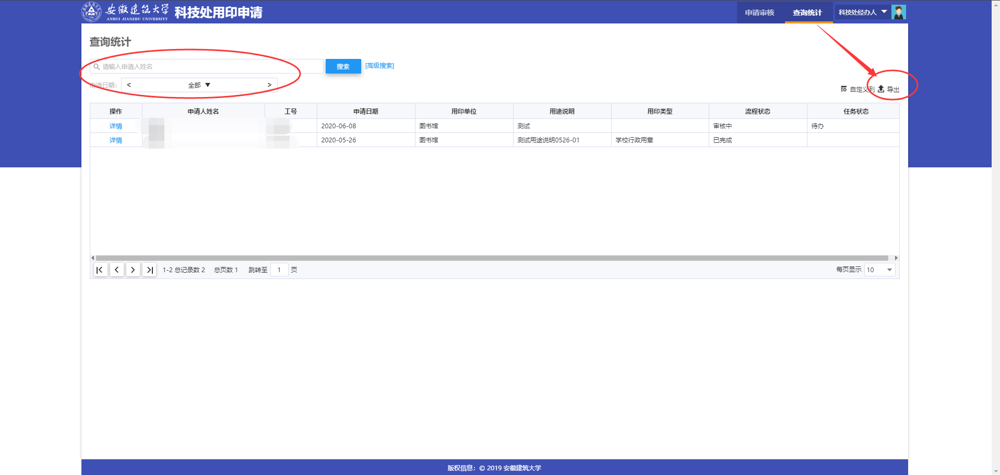 安徽建筑大学 科技处用印申请
ANHUI JIANZHU UNIVERSITY
申请审核 查询统计 科技处经办人
查询统计
请输入申请人姓名 搜索 [高级搜索]
申请日期: < 全部 ▼ >
自定义列 导出
操作 申请人姓名 工号 申请日期 用印单位 用途说明 用印类型 流程状态 任务状态
详情 2020-06-08 图书馆 测试 审核中 待办
详情 2020-05-26 图书馆 测试用途说明0526-01 学校行政用章 已完成
1-2 总记录数 2 总页数 1 跳转至 1 页 每页显示 10
版权信息：© 2019 安徽建筑大学